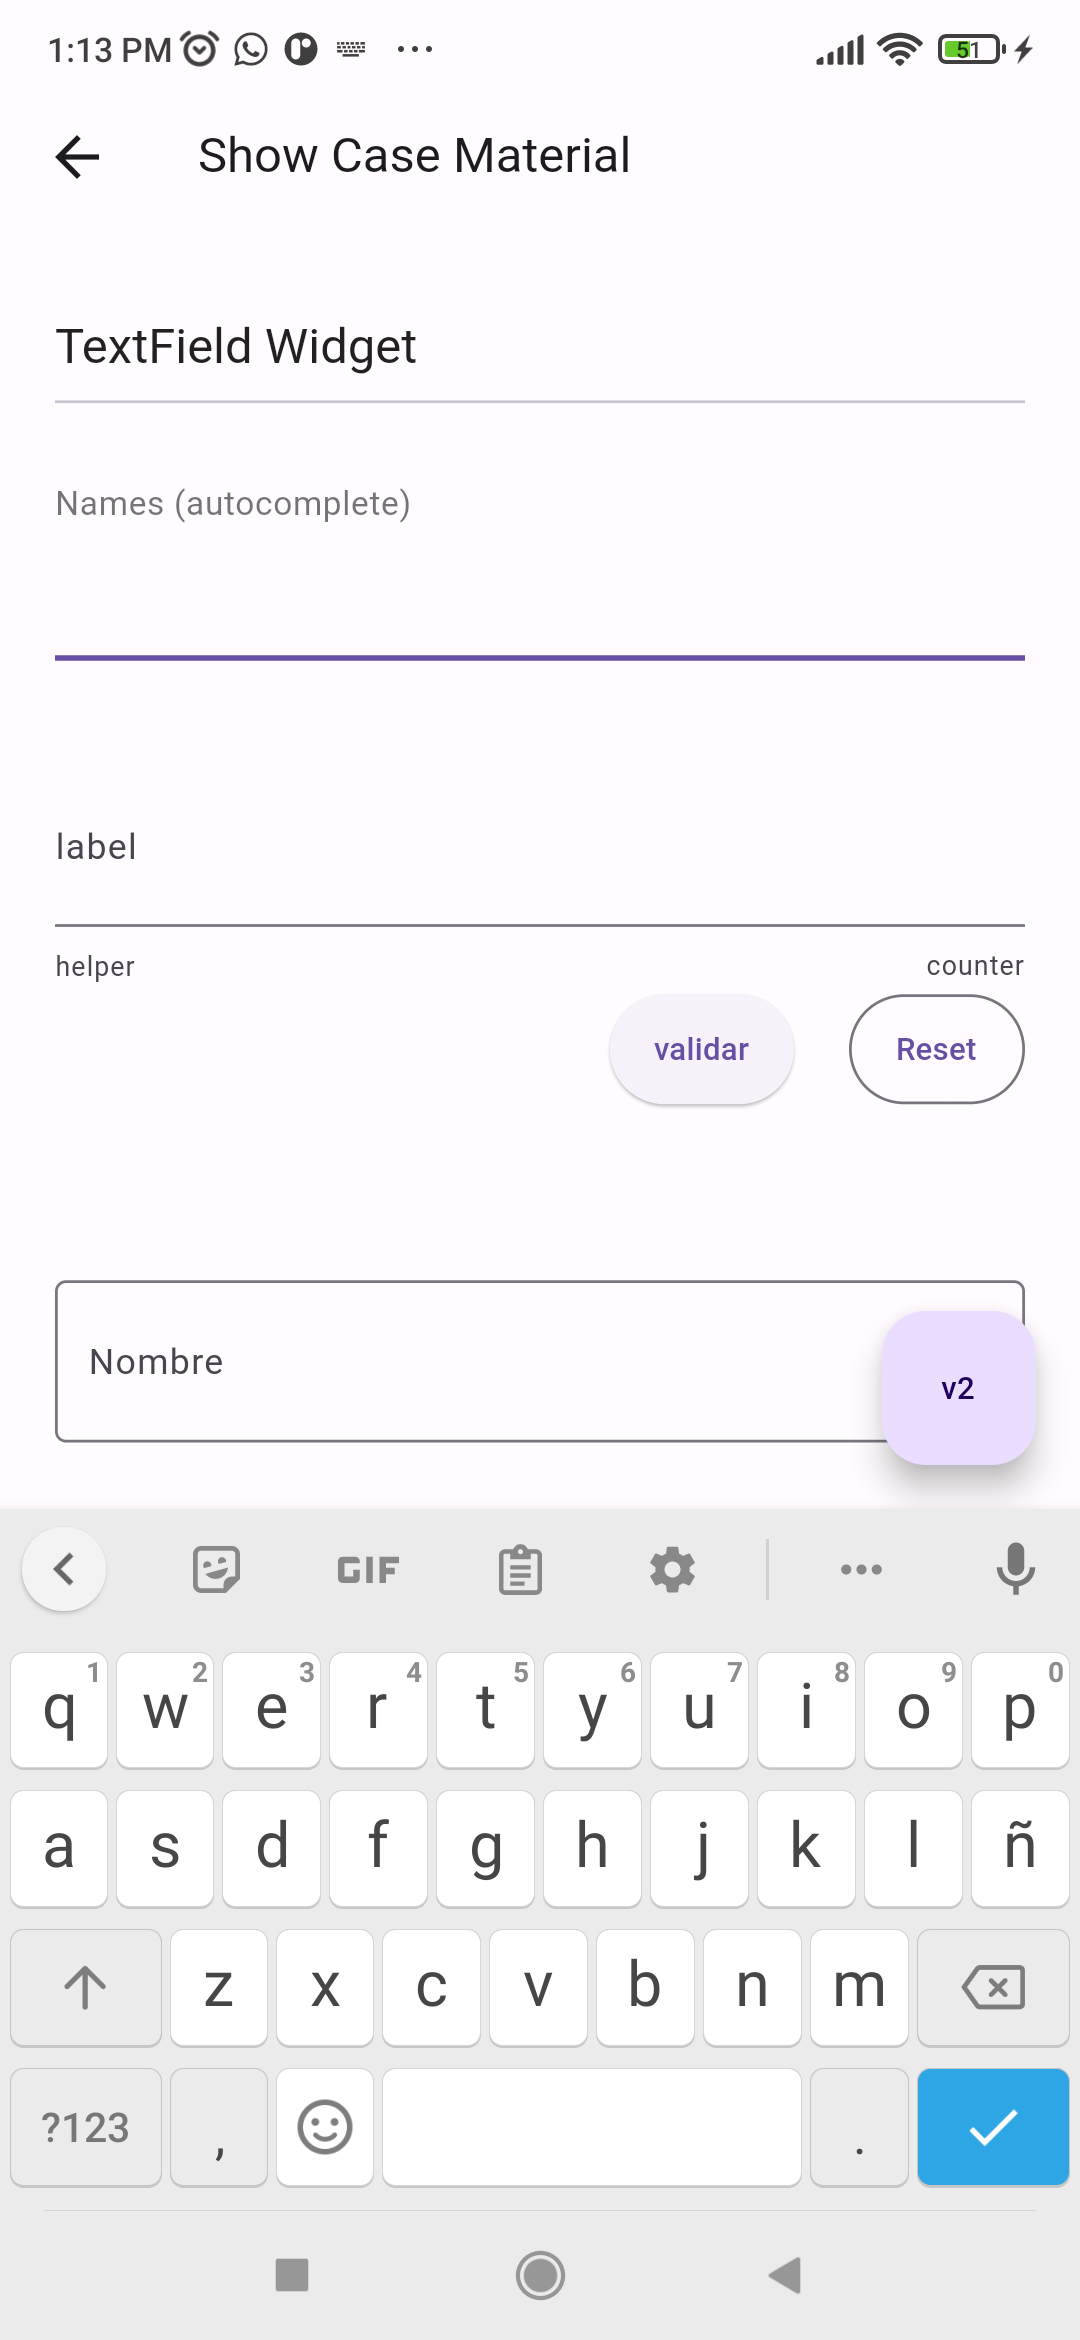 1:13 PM
51
Show Case Material
TextField Widget
Names (autocomplete)
label
helper
counter
validar
Reset
Nombre
v2
GIF
1 2 3 4 5 6 7 8 9 0
q w e r t y u i o p
a s d f g h j k l ñ
z x c v b n m
?123 , .